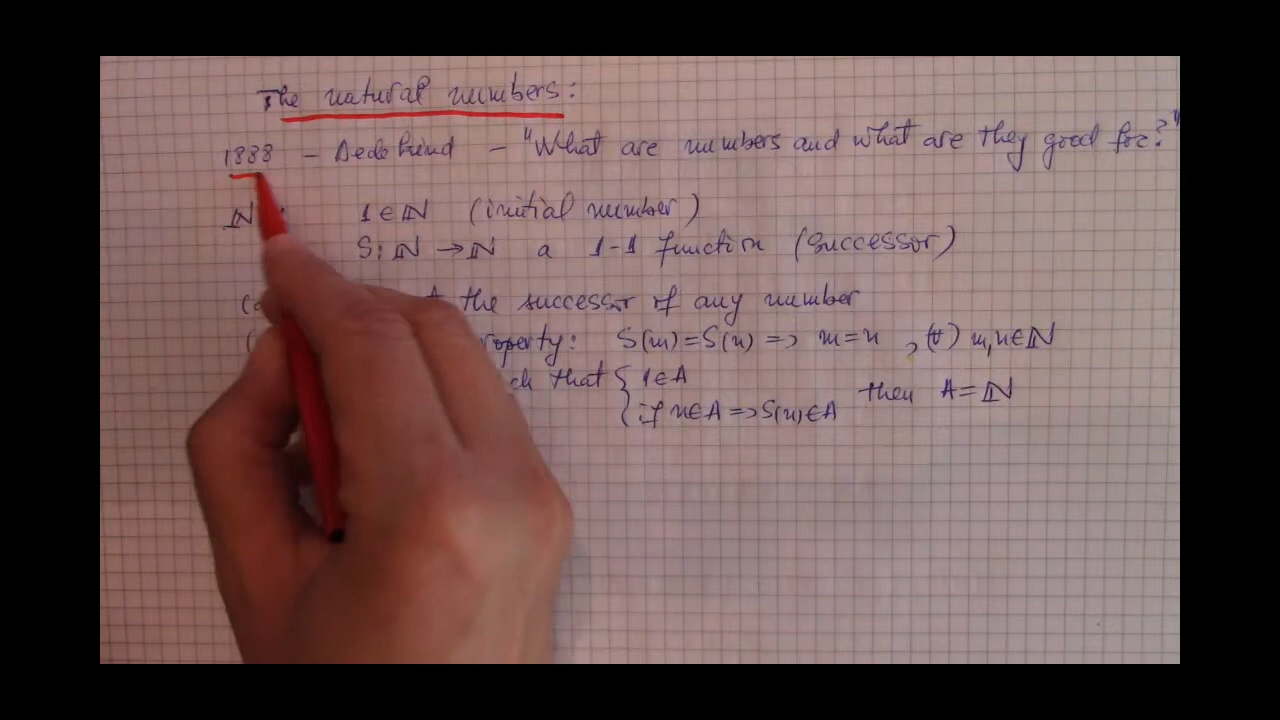 The natural numbers:
1888 - Dedekind - "What are numbers and what are they good for?"
ℕ 1 ∈ ℕ (initial number)
S: ℕ → ℕ a 1-1 function (successor)
( the successor of any number
( property: S(m) = S(n) => m = n , (∀) m, n ∈ ℕ
that { 1 ∈ A
if n ∈ A => S(n) ∈ A then A = ℕ